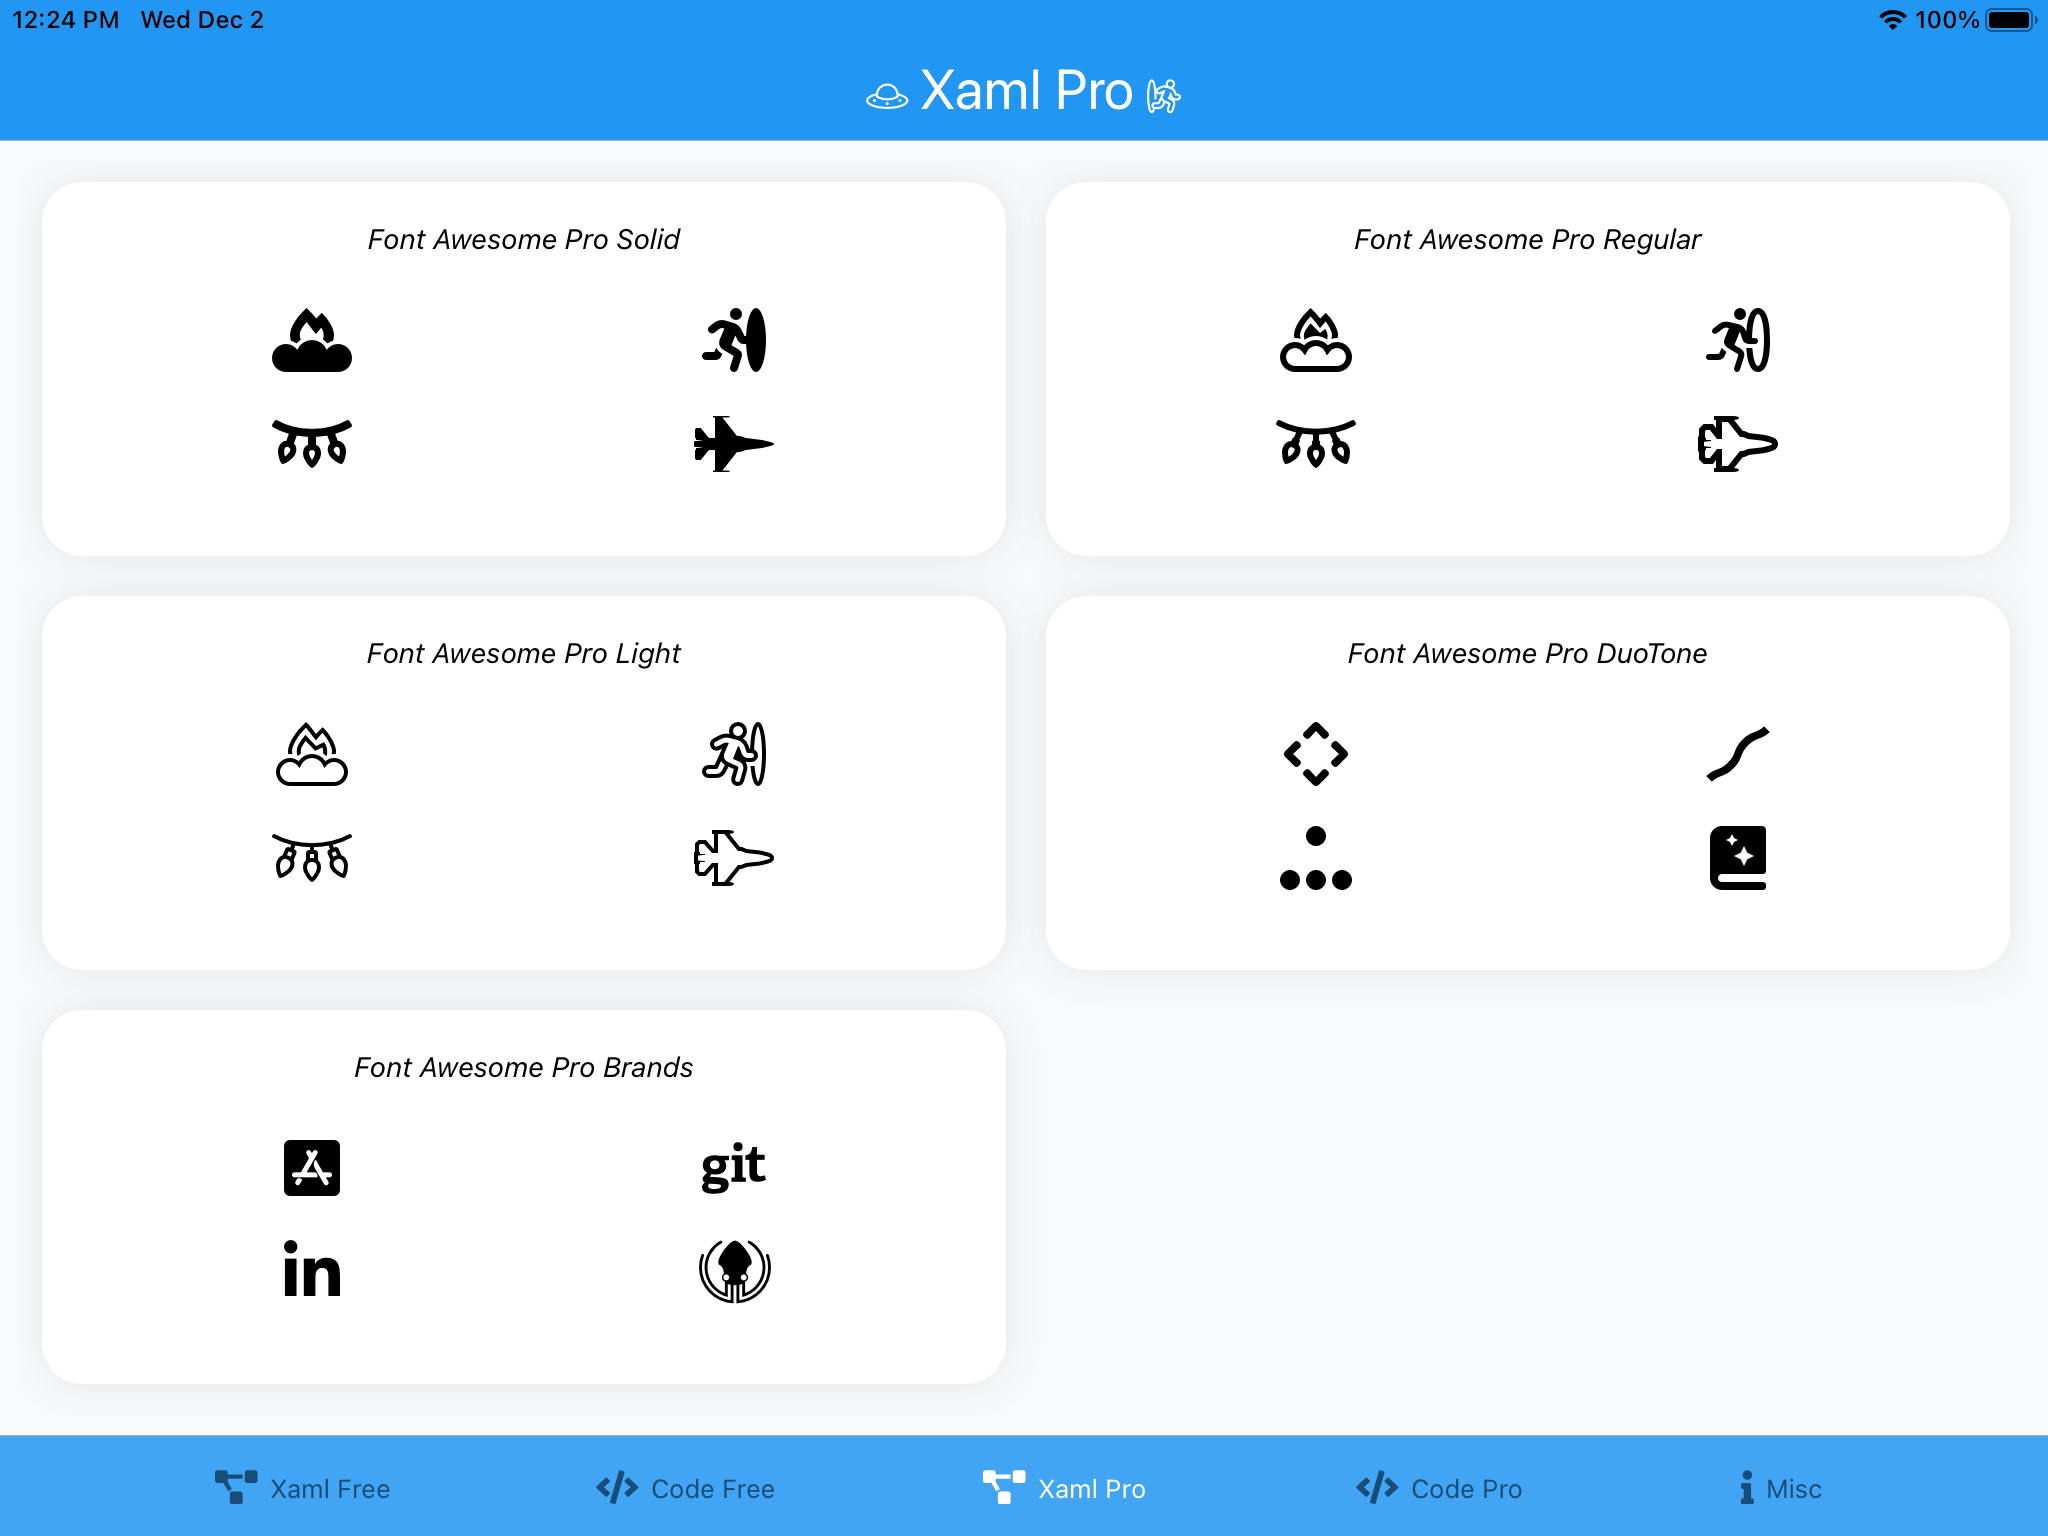 12:24 PM Wed Dec 2
100%
Xaml Pro
Font Awesome Pro Solid
Font Awesome Pro Regular
Font Awesome Pro Light
Font Awesome Pro DuoTone
Font Awesome Pro Brands
git
in
Xaml Free
Code Free
Xaml Pro
Code Pro
Misc